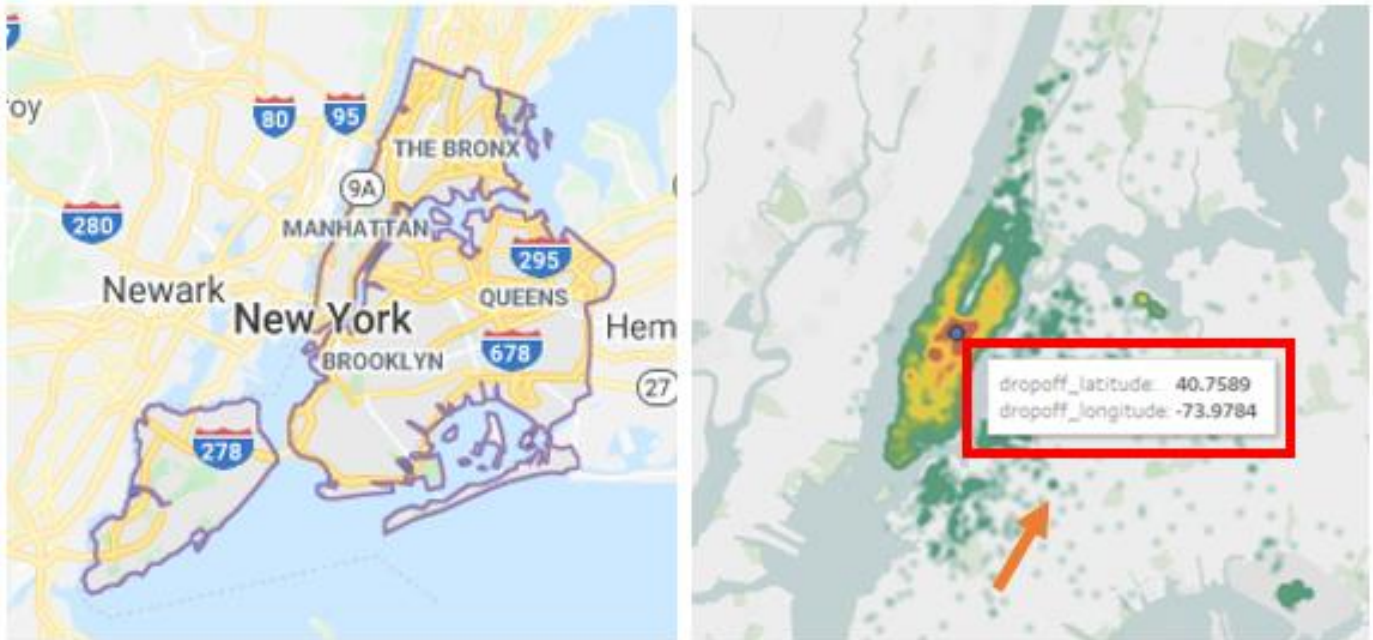 roy
80
95
THE BRONX
9A
MANHATTAN
280
295
Newark
QUEENS
New York
Hem
BROOKLYN
678
27
278
dropoff_latitude: 40.7589
dropoff_longitude: -73.9784